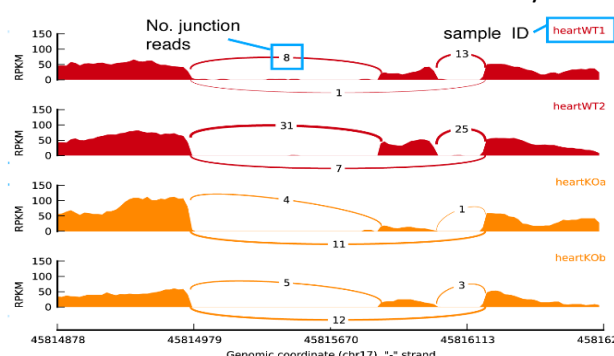 No. junction
reads
sample ID
heartWT1
150
100
50
0
RPKM
8
13
1
heartWT2
150
100
50
0
RPKM
31
25
7
heartKOa
150
100
50
0
RPKM
4
1
11
heartKOb
150
100
50
0
RPKM
5
3
12
45814878 45814979 45815670 45816113
Genomic coordinate (chr17), "-" strand